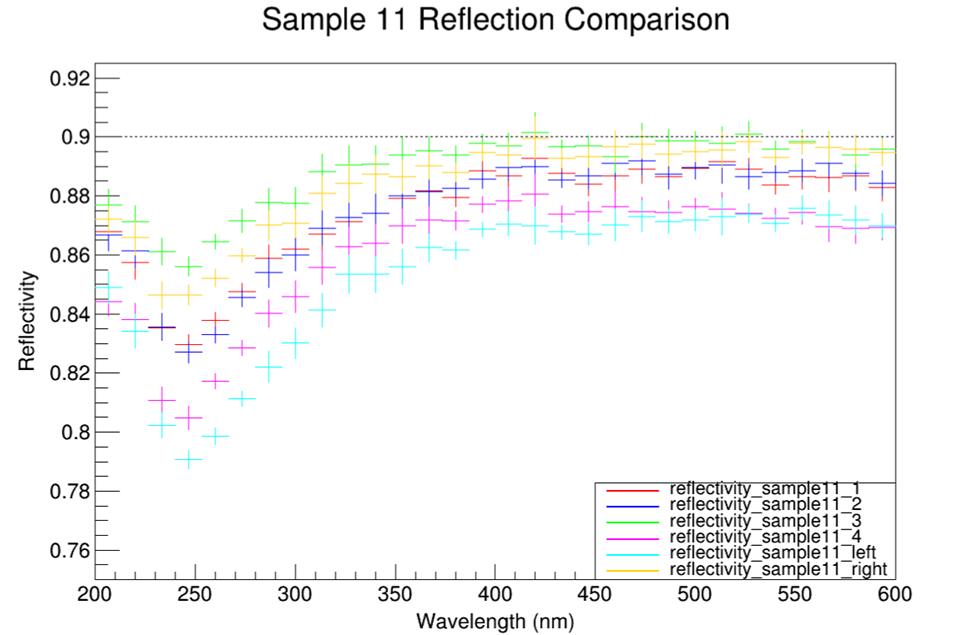 Sample 11 Reflection Comparison
0.92
0.9
0.88
0.86
0.84
0.82
0.8
0.78
0.76
Reflectivity
reflectivity_sample11_1
reflectivity_sample11_2
reflectivity_sample11_3
reflectivity_sample11_4
reflectivity_sample11_left
reflectivity_sample11_right
200 250 300 350 400 450 500 550 600
Wavelength (nm)